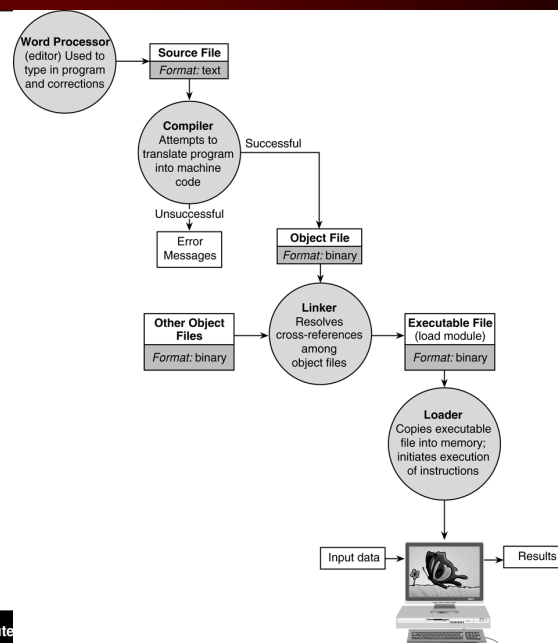 Word Processor
(editor) Used to
type in program
and corrections
Source File
Format: text
Compiler
Attempts to
translate program
into machine
code
Successful
Unsuccessful
Error
Messages
Object File
Format: binary
Other Object
Files
Format: binary
Linker
Resolves
cross-references
among
object files
Executable File
(load module)
Format: binary
Loader
Copies executable
file into memory;
initiates execution
of instructions
Input data
Results
ute